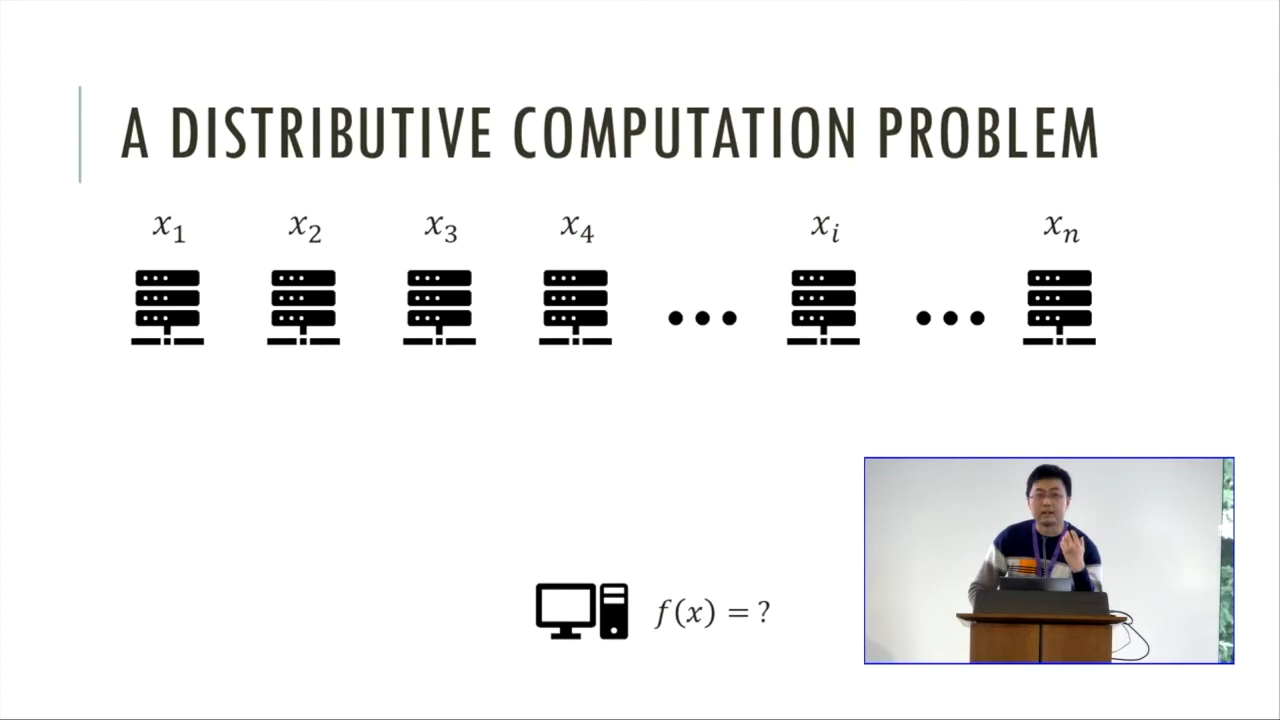 A DISTRIBUTIVE COMPUTATION PROBLEM
x₁ x₂ x₃ x₄ xᵢ xₙ
f(x) = ?